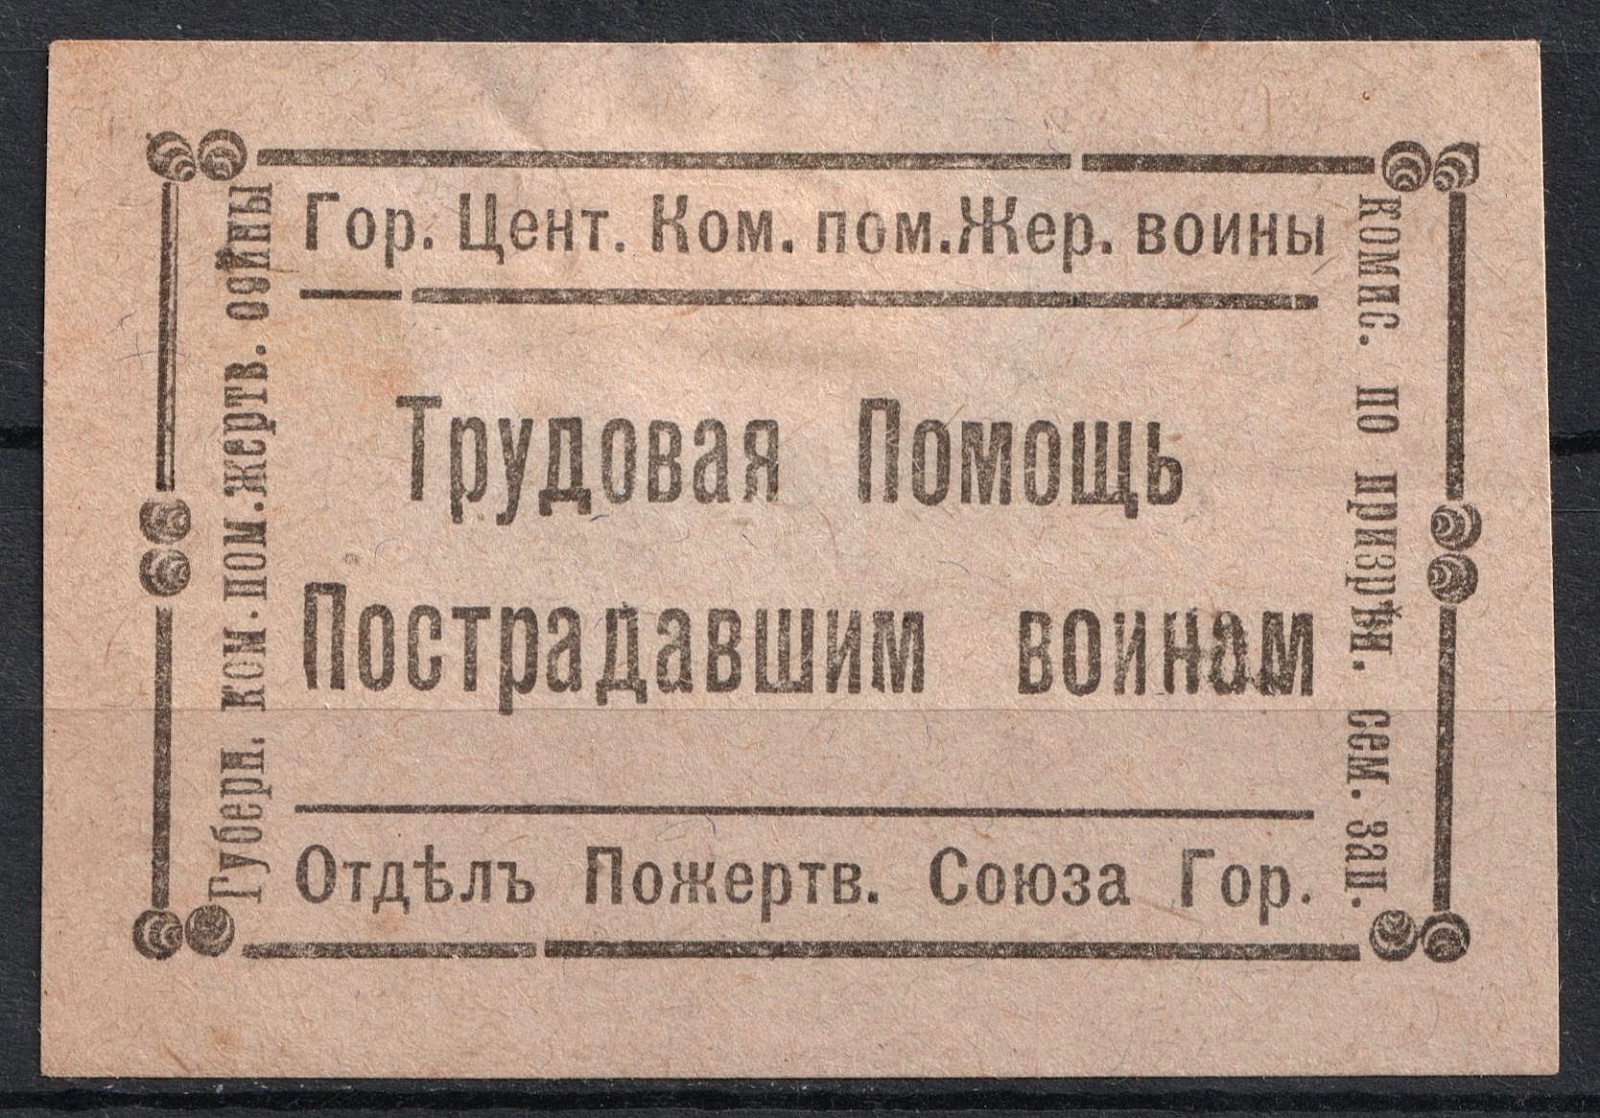 Гор. Цент. Ком. пом. Жер. воины
Трудовая Помощь
Пострадавшим воинам
Отдѣлъ Пожертв. Союза Гор.
Губерн. ком. пом. жертв. войны
комис. по призрѣн. сем. зап.